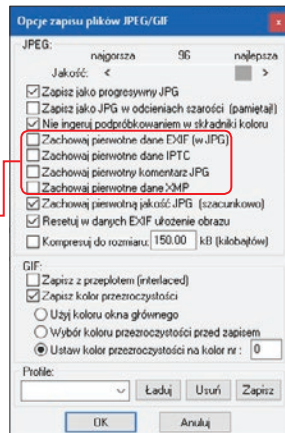 Opcje zapisu plików JPEG/GIF
JPEG:
najgorsza 96 najlepsza
Jakość: < >
Zapisz jako progresywny JPG
Zapisz jako JPG w odcieniach szarości (pamiętaj!)
Nie ingeruj podpróbkowaniem w składniki koloru
Zachowaj pierwotne dane EXIF (w JPG)
Zachowaj pierwotne dane IPTC
Zachowaj pierwotny komentarz JPG
Zachowaj pierwotne dane XMP
Zachowaj pierwotną jakość JPG (szacunkowo)
Resetuj w danych EXIF ułożenie obrazu
Kompresuj do rozmiaru: 150.00 kB (kilobajtów)
GIF:
Zapisz z przeplotem (interlaced)
Zapisz kolor przezroczystości
Użyj koloru okna głównego
Wybór koloru przezroczystości przed zapisem
Ustaw kolor przezroczystości na kolor nr : 0
Profile:
Ładuj Usuń Zapisz
OK Anuluj